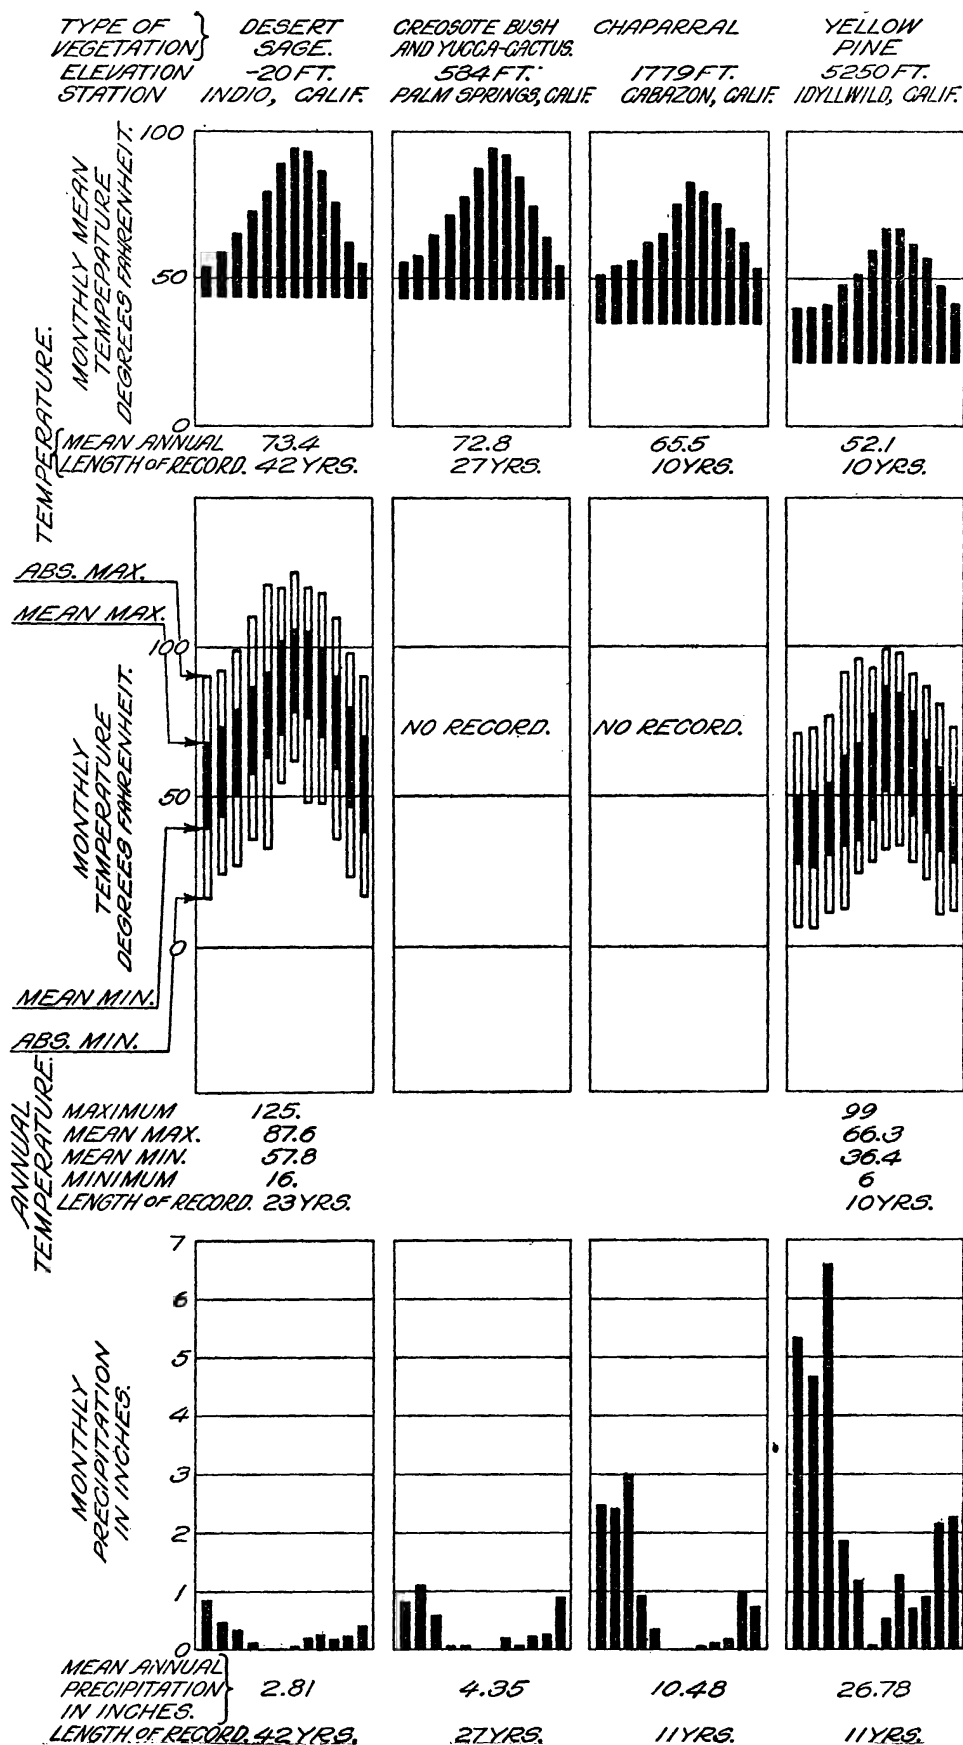 TYPE OF VEGETATION} DESERT SAGE. CREOSOTE BUSH AND YUCCA-CACTUS. CHAPARRAL YELLOW PINE
ELEVATION -20 FT. 584 FT. 1779 FT. 5250 FT.
STATION INDIO, CALIF. PALM SPRINGS, CALIF. CABAZON, CALIF. IDYLLWILD, CALIF.
TEMPERATURE.
MONTHLY MEAN
TEMPEPATURE
DEGREES FAHRENHEIT.
100
50
0
MEAN ANNUAL 73.4 72.8 65.5 52.1
LENGTH OF RECORD. 42 YRS. 27 YRS. 10 YRS. 10 YRS.
ABS. MAX.
MEAN MAX.
MONTHLY
TEMPERATURE
DEGREES FAHRENHEIT.
100
50
0
NO RECORD. NO RECORD.
MEAN MIN.
ABS. MIN.
ANNUAL
TEMPERATURE.
MAXIMUM 125. 99
MEAN MAX. 87.6 66.3
MEAN MIN. 57.8 36.4
MINIMUM 16. 6
LENGTH OF RECORD. 23 YRS. 10 YRS.
MONTHLY
PRECIPITATION
IN INCHES.
7
6
5
4
3
2
1
0
MEAN ANNUAL
PRECIPITATION 2.81 4.35 10.48 26.78
IN INCHES.
LENGTH OF RECORD. 42 YRS. 27 YRS. 11 YRS. 11 YRS.